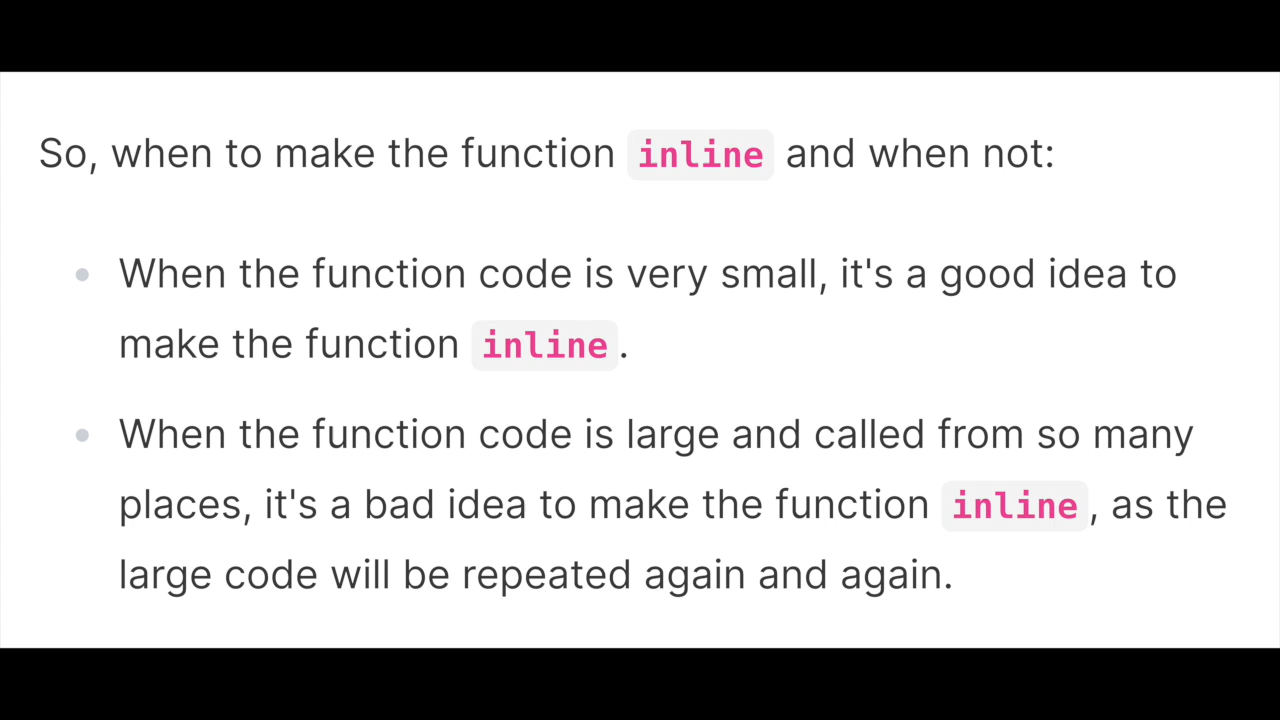 So, when to make the function inline and when not:
When the function code is very small, it's a good idea to
make the function inline.
When the function code is large and called from so many
places, it's a bad idea to make the function inline, as the
large code will be repeated again and again.